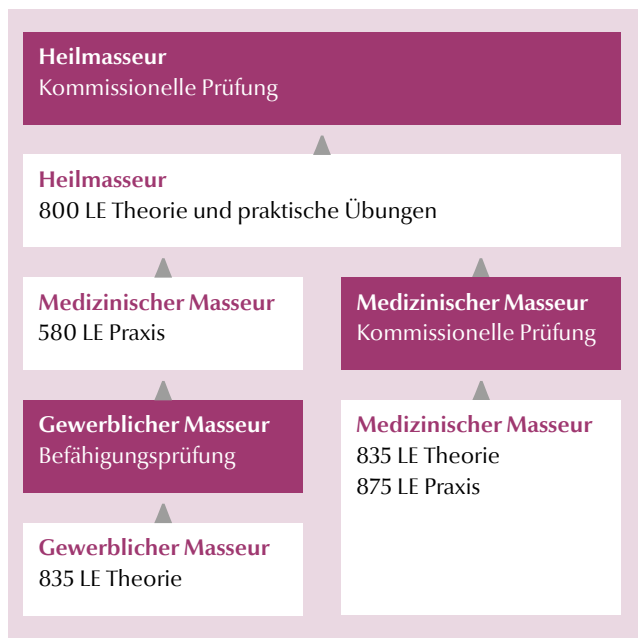 Heilmasseur
Kommissionelle Prüfung
Heilmasseur
800 LE Theorie und praktische Übungen
Medizinischer Masseur
580 LE Praxis
Medizinischer Masseur
Kommissionelle Prüfung
Gewerblicher Masseur
Befähigungsprüfung
Medizinischer Masseur
835 LE Theorie
875 LE Praxis
Gewerblicher Masseur
835 LE Theorie